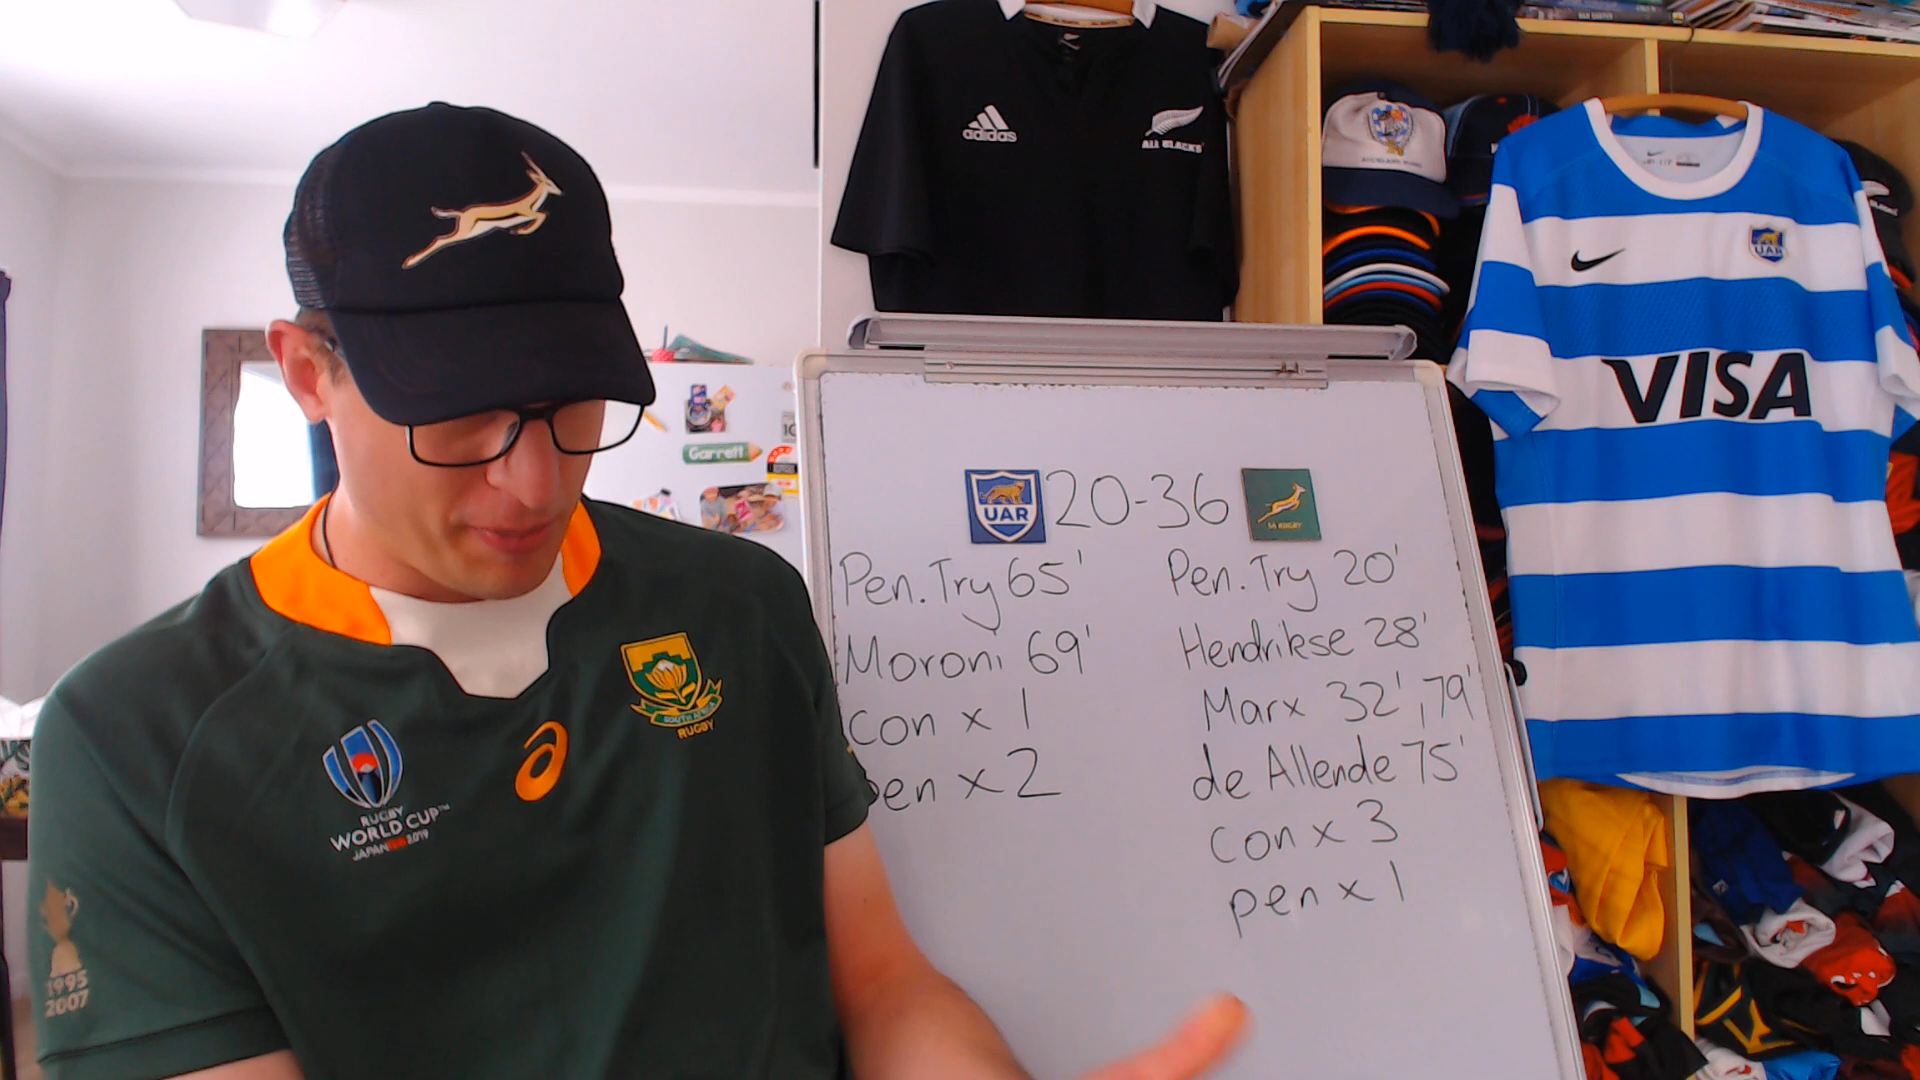 adidas
ALL BLACKS
UAR
VISA
Garrett
UAR 20-36 SA RUGBY
Pen. Try 65'
Moroni 69'
con x 1
pen x 2
Pen. Try 20'
Hendrikse 28'
Marx 32', 79'
de Allende 75'
con x 3
pen x 1
SOUTH AFRICA
RUGBY
RUGBY
WORLD CUP™
JAPAN 2019
1995
2007